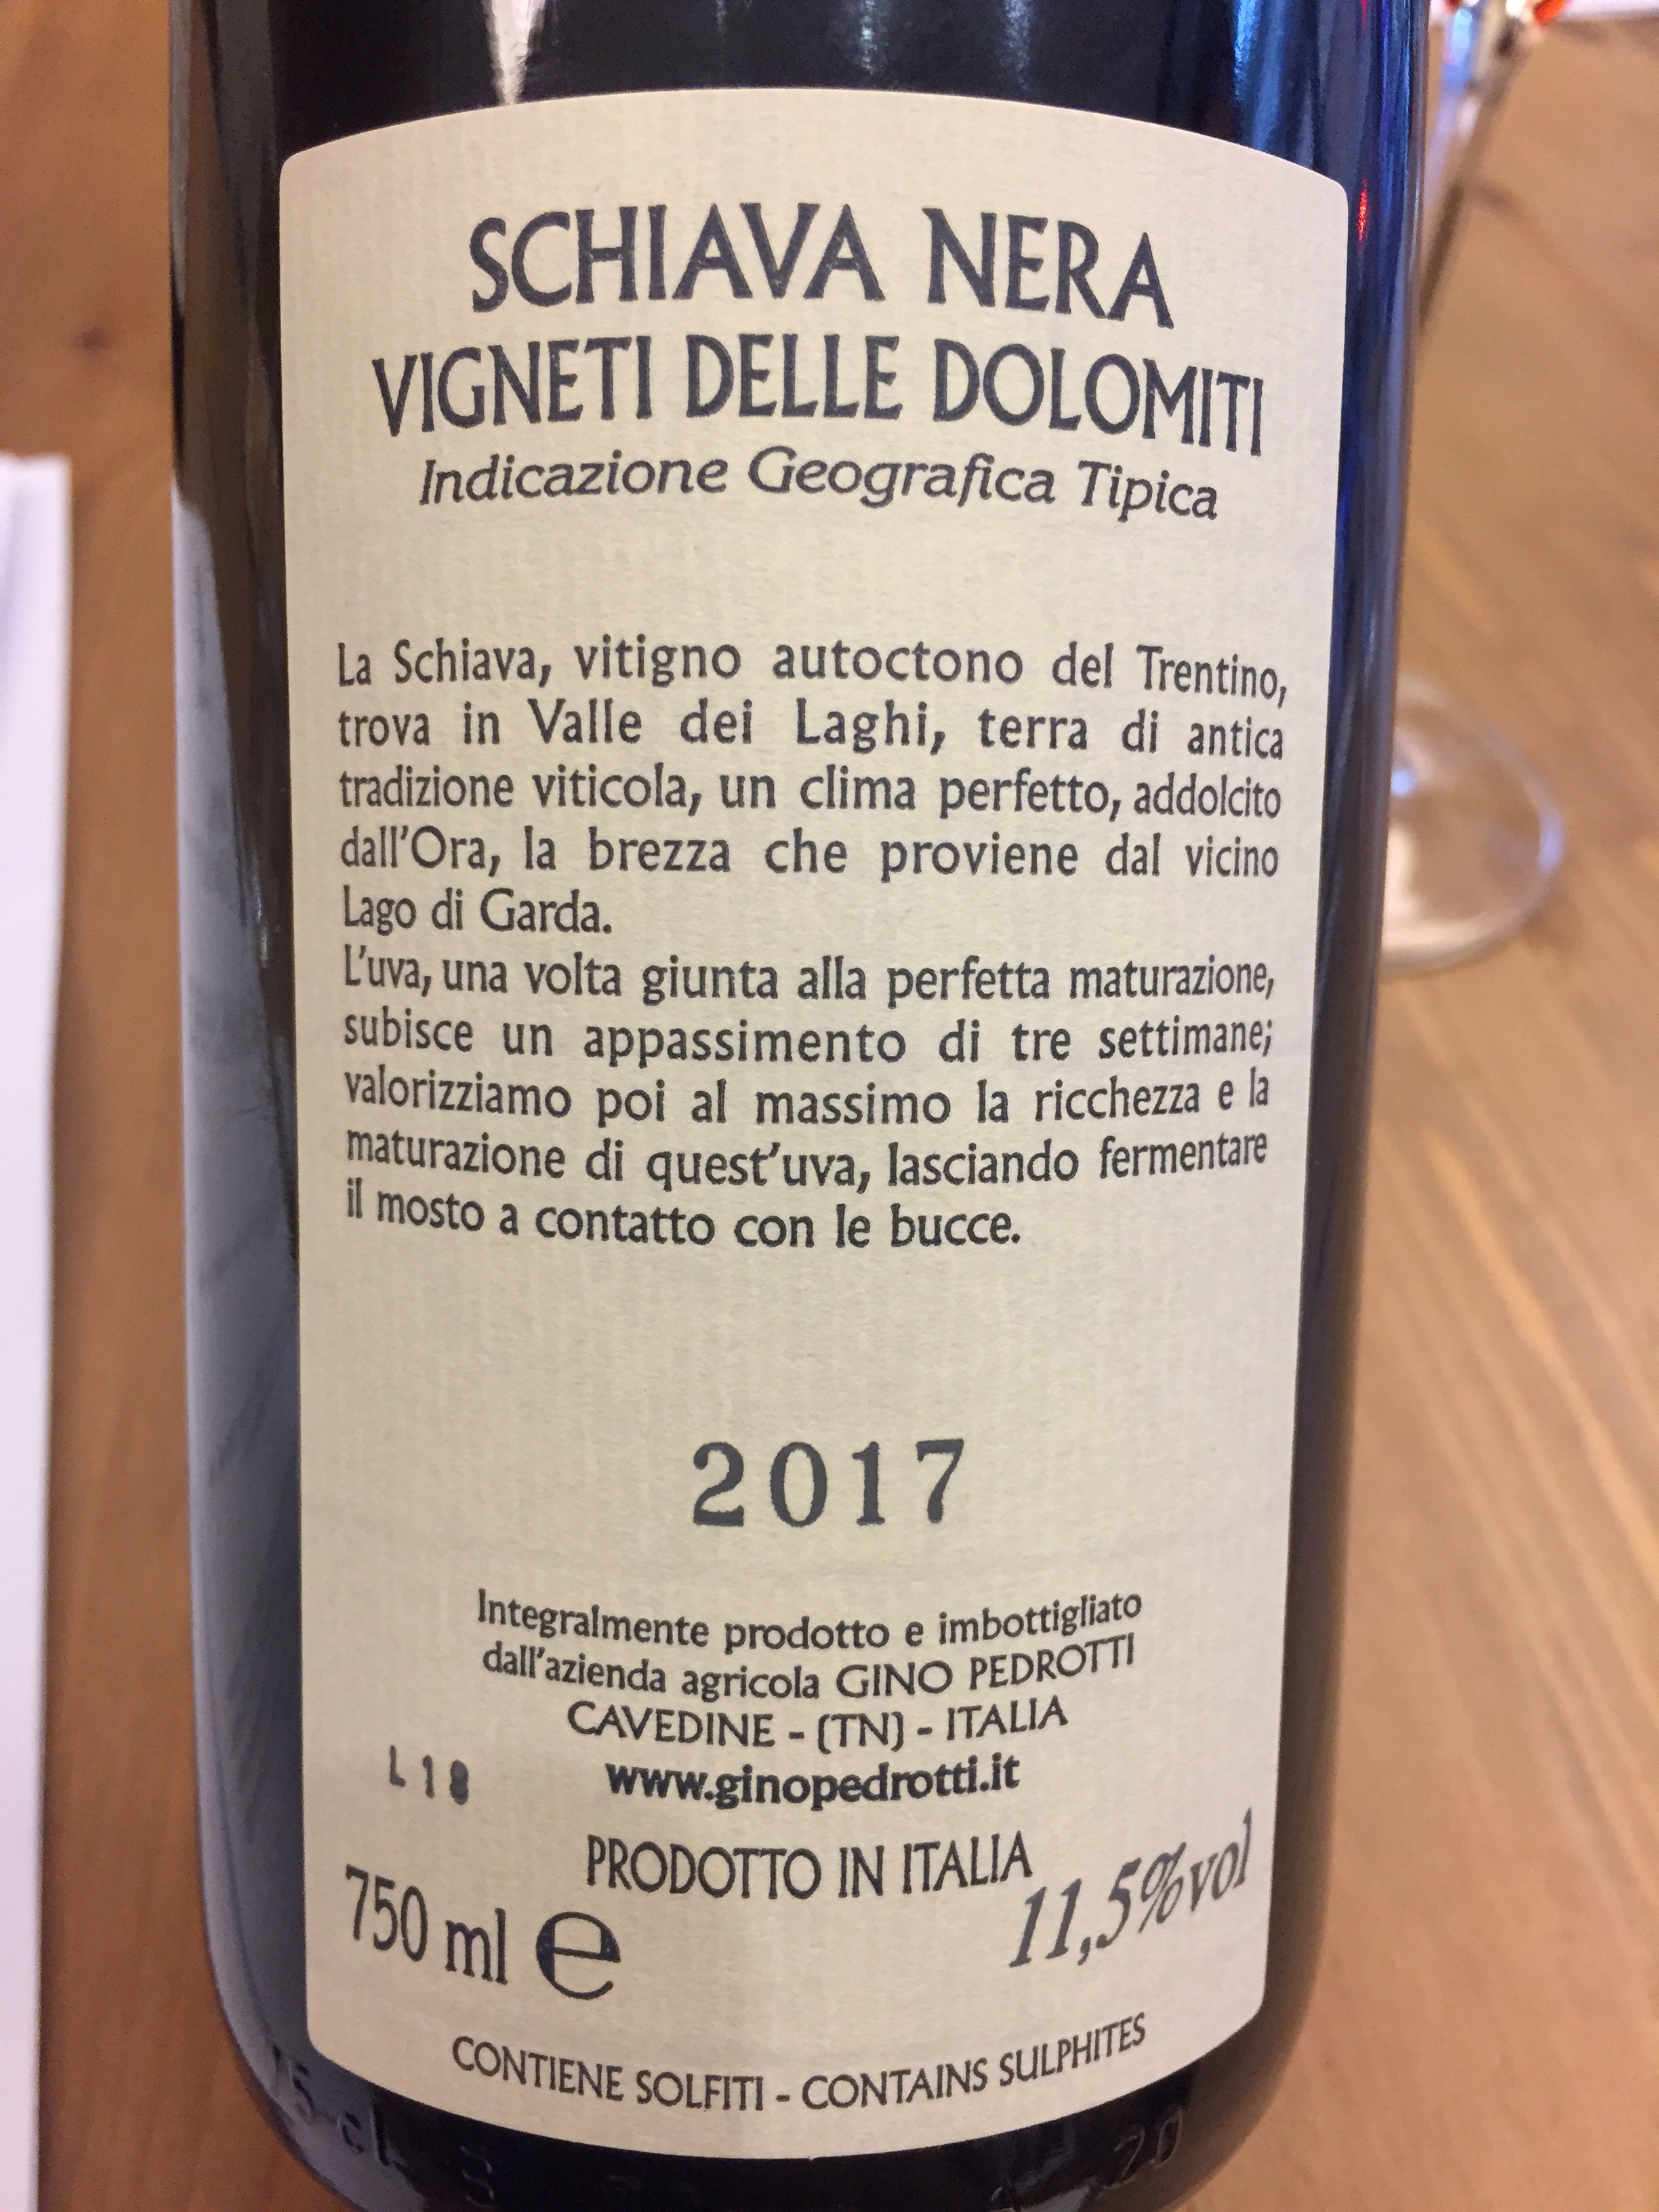 SCHIAVA NERA
VIGNETI DELLE DOLOMITI
Indicazione Geografica Tipica
La Schiava, vitigno autoctono del Trentino,
trova in Valle dei Laghi, terra di antica
tradizione viticola, un clima perfetto, addolcito
dall'Ora, la brezza che proviene dal vicino
Lago di Garda.
L'uva, una volta giunta alla perfetta maturazione,
subisce un appassimento di tre settimane;
valorizziamo poi al massimo la ricchezza e la
maturazione di quest'uva, lasciando fermentare
il mosto a contatto con le bucce.
2017
Integralmente prodotto e imbottigliato
dall'azienda agricola GINO PEDROTTI
CAVEDINE - (TN) - ITALIA
L18 www.ginopedrotti.it
PRODOTTO IN ITALIA
750 ml e 11,5%vol
CONTIENE SOLFITI - CONTAINS SULPHITES